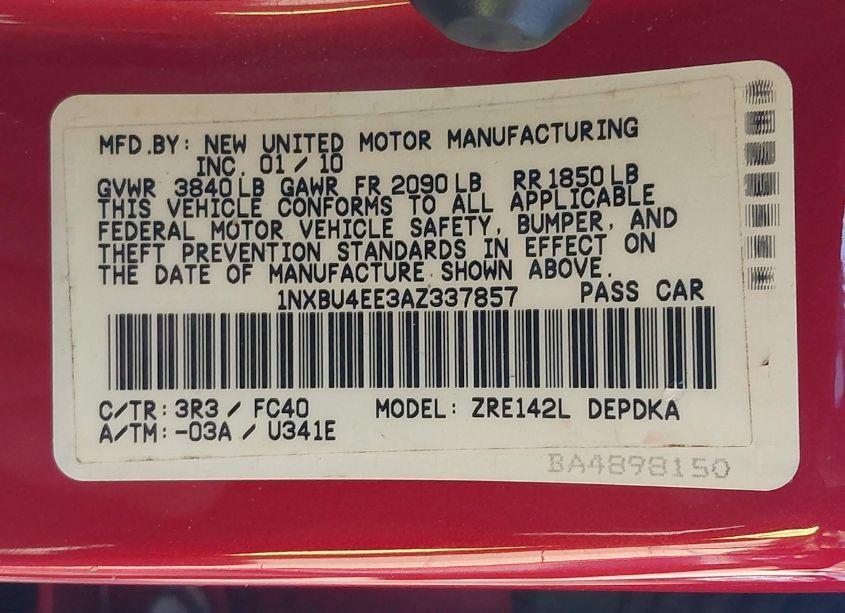 MFD.BY: NEW UNITED MOTOR MANUFACTURING
INC. 01 / 10
GVWR 3840 LB GAWR FR 2090 LB RR 1850 LB
THIS VEHICLE CONFORMS TO ALL APPLICABLE
FEDERAL MOTOR VEHICLE SAFETY, BUMPER, AND
THEFT PREVENTION STANDARDS IN EFFECT ON
THE DATE OF MANUFACTURE SHOWN ABOVE.
1NXBU4EE3AZ337857 PASS CAR
C/TR: 3R3 / FC40 MODEL: ZRE142L DEPDKA
A/TM: -03A / U341E
BA4898150